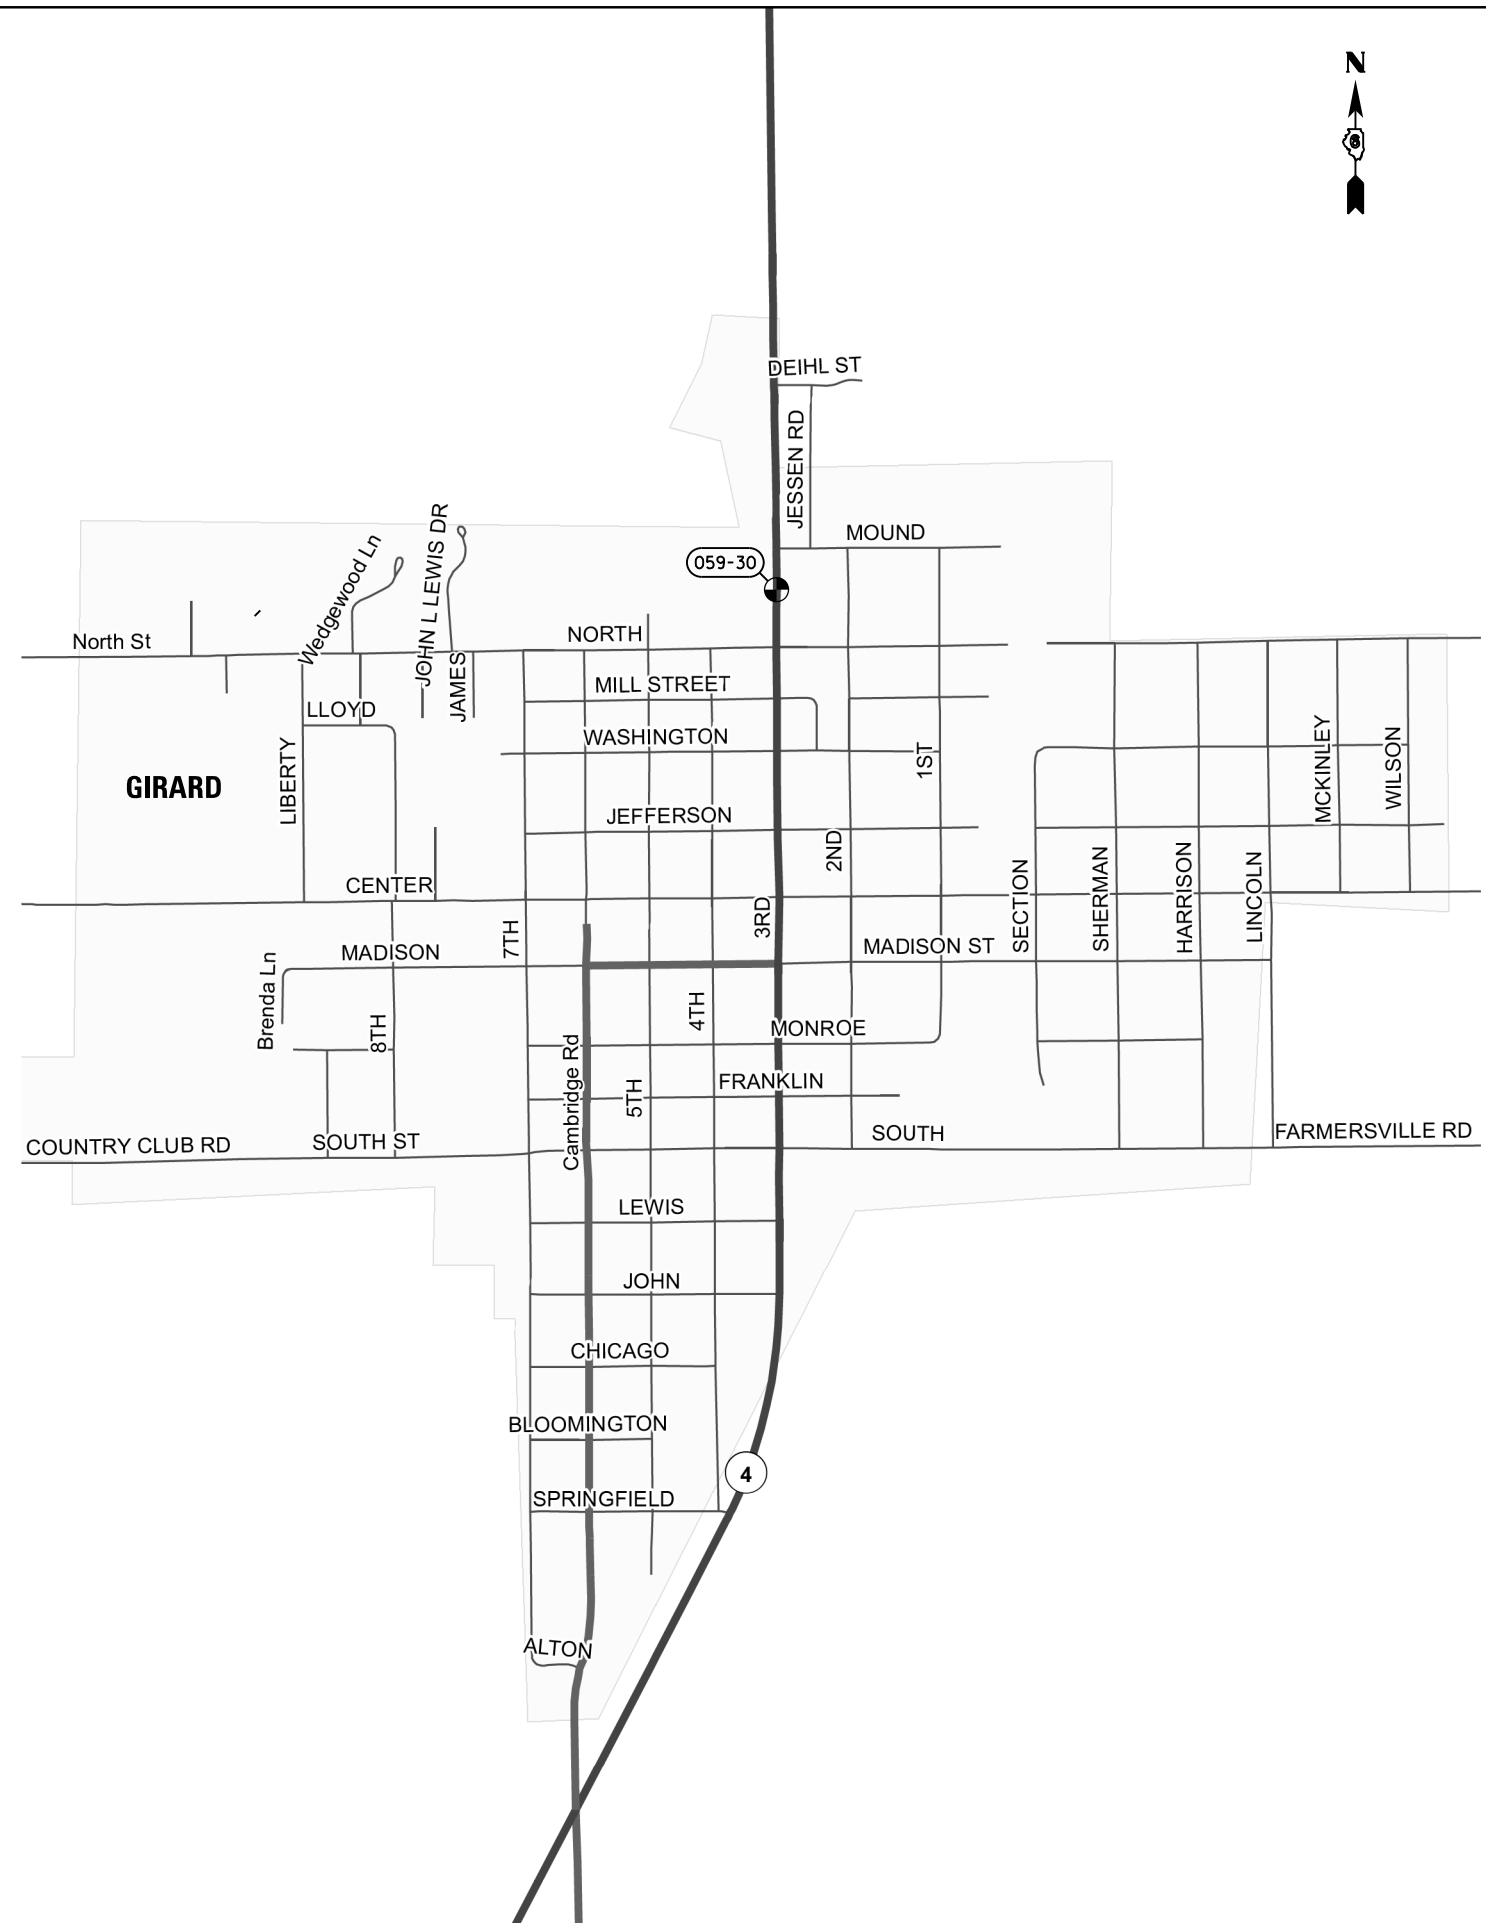 N
6
DEIHL ST
JESSEN RD
MOUND
059-30
Wedgewood Ln
JOHN L LEWIS DR
North St
NORTH
JAMES
MILL STREET
LLOYD
WASHINGTON
1ST
MCKINLEY
WILSON
GIRARD
LIBERTY
JEFFERSON
2ND
CENTER
SECTION
SHERMAN
HARRISON
LINCOLN
3RD
7TH
MADISON
MADISON ST
Brenda Ln
8TH
4TH
MONROE
Cambridge Rd
5TH
FRANKLIN
COUNTRY CLUB RD
SOUTH ST
SOUTH
FARMERSVILLE RD
LEWIS
JOHN
CHICAGO
BLOOMINGTON
4
SPRINGFIELD
ALTON